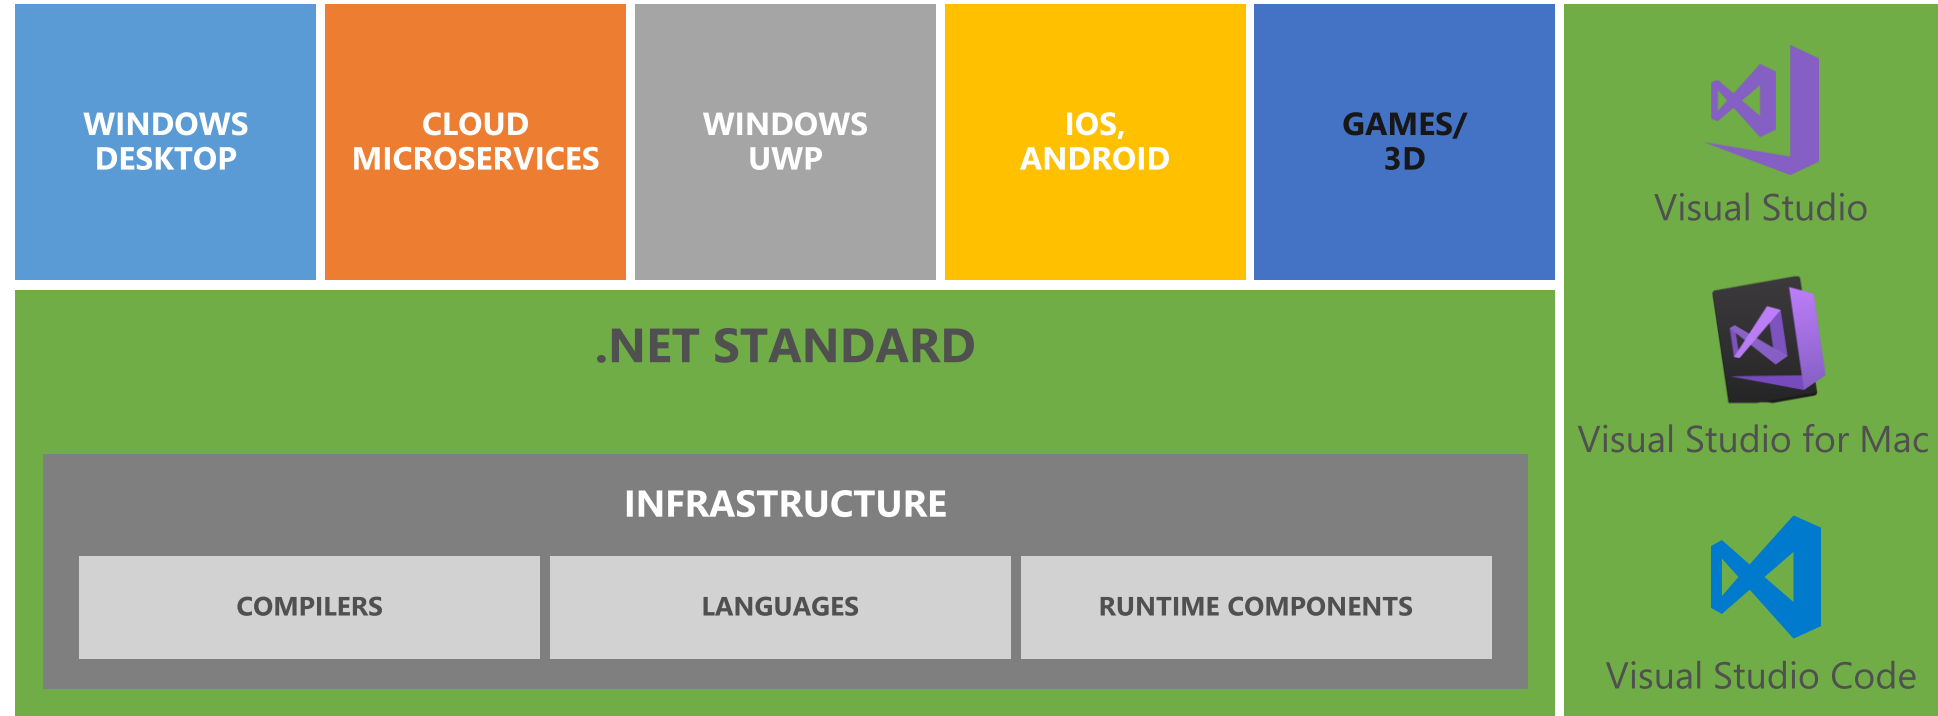 WINDOWS
DESKTOP
CLOUD
MICROSERVICES
WINDOWS
UWP
IOS,
ANDROID
GAMES/
3D
.NET STANDARD
INFRASTRUCTURE
COMPILERS
LANGUAGES
RUNTIME COMPONENTS
Visual Studio
Visual Studio for Mac
Visual Studio Code